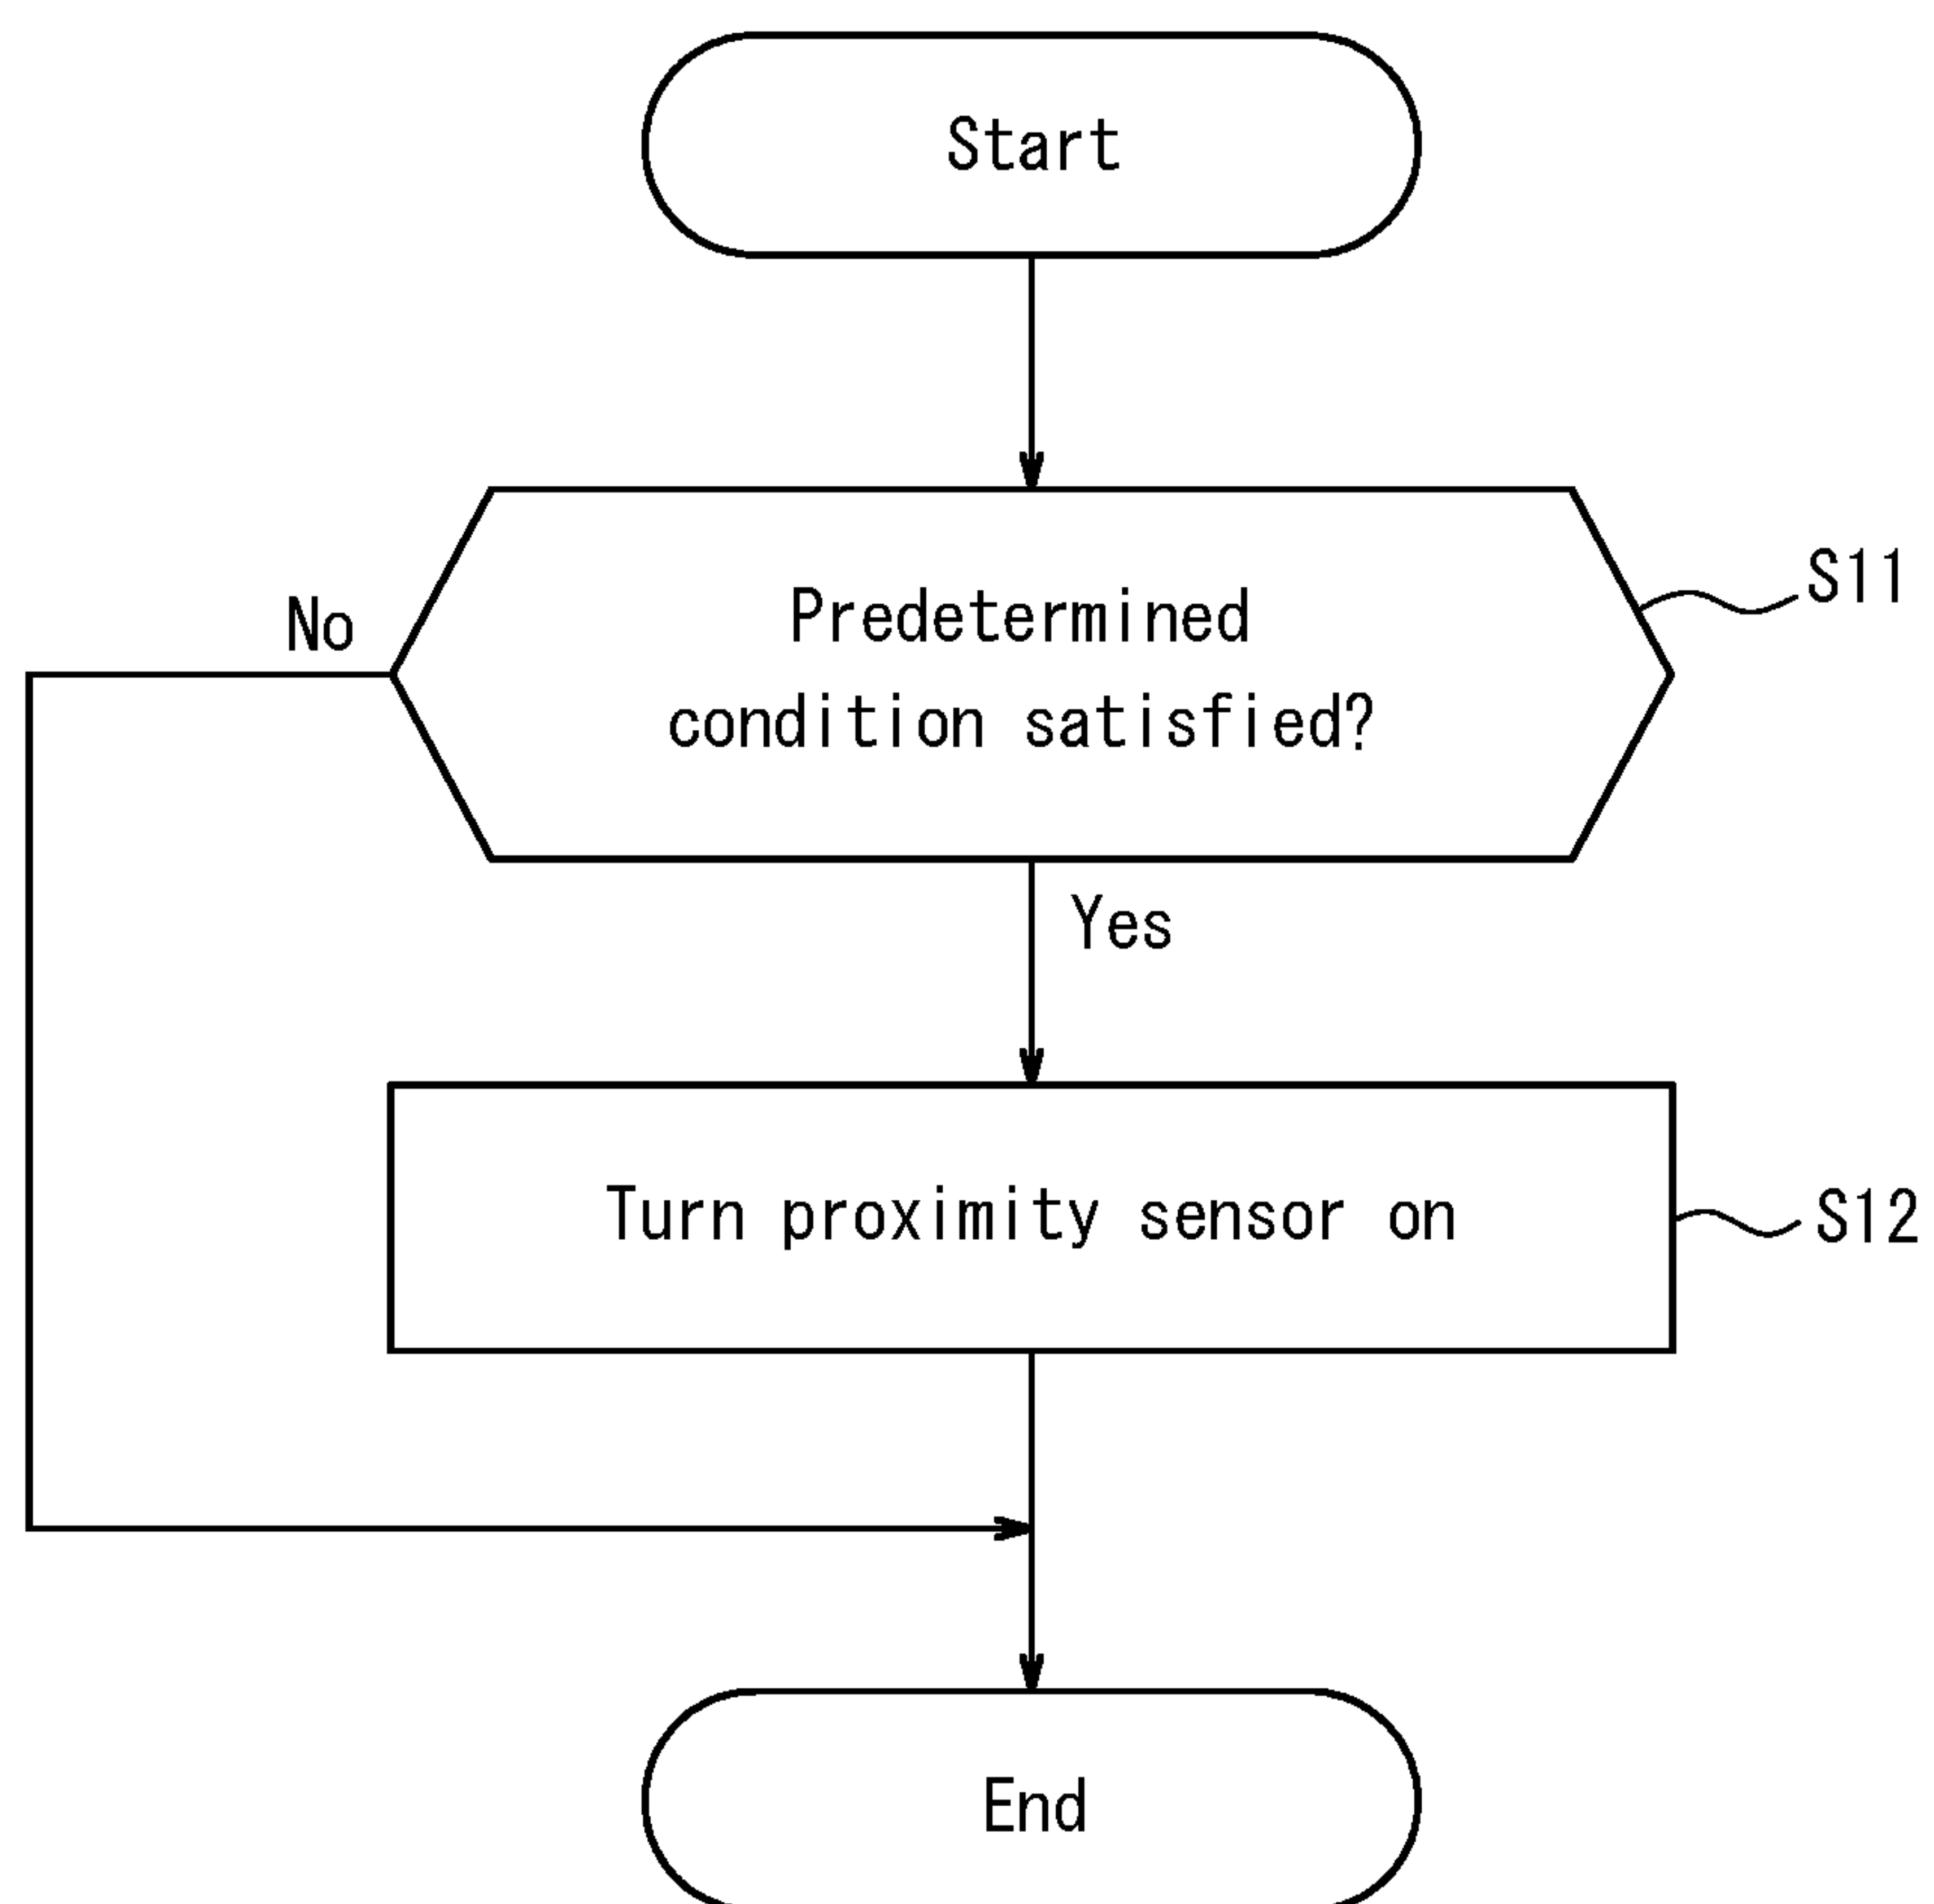 Start
Predetermined
condition satisfied?
S11
No
Yes
Turn proximity sensor on
S12
End